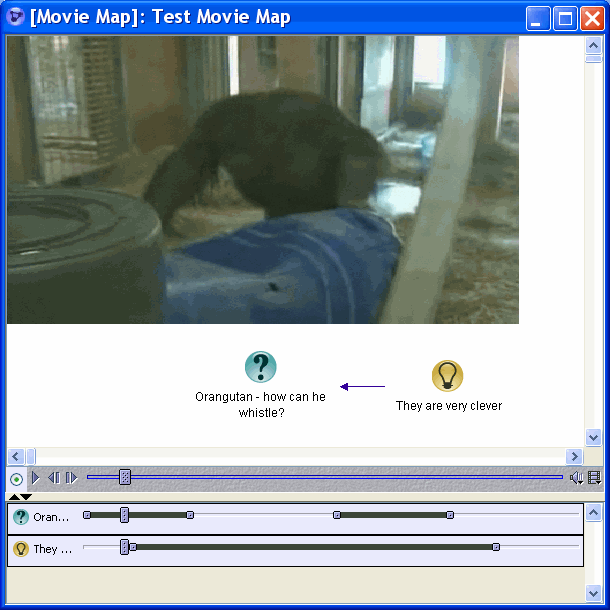 [Movie Map]: Test Movie Map
Orangutan - how can he
whistle?
They are very clever
Oran...
They ...